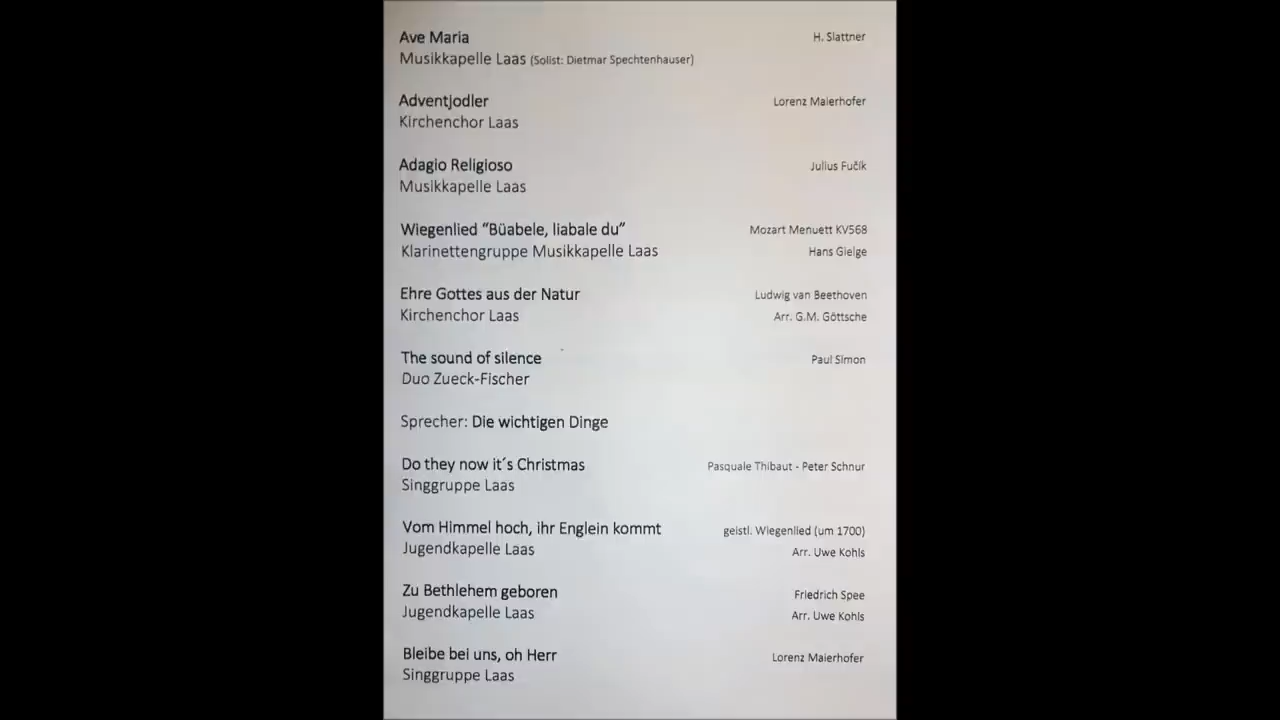 Ave Maria H. Slattner
Musikkapelle Laas (Solist: Dietmar Spechtenhauser)
Adventjodler Lorenz Maierhofer
Kirchenchor Laas
Adagio Religioso Julius Fučík
Musikkapelle Laas
Wiegenlied “Büabele, liabale du” Mozart Menuett KV568
Klarinettengruppe Musikkapelle Laas Hans Gielge
Ehre Gottes aus der Natur Ludwig van Beethoven
Kirchenchor Laas Arr. G.M. Göttsche
The sound of silence Paul Simon
Duo Zueck-Fischer
Sprecher: Die wichtigen Dinge
Do they now it´s Christmas Pasquale Thibaut - Peter Schnur
Singgruppe Laas
Vom Himmel hoch, ihr Englein kommt geistl. Wiegenlied (um 1700)
Jugendkapelle Laas Arr. Uwe Kohls
Zu Bethlehem geboren Friedrich Spee
Jugendkapelle Laas Arr. Uwe Kohls
Bleibe bei uns, oh Herr Lorenz Maierhofer
Singgruppe Laas